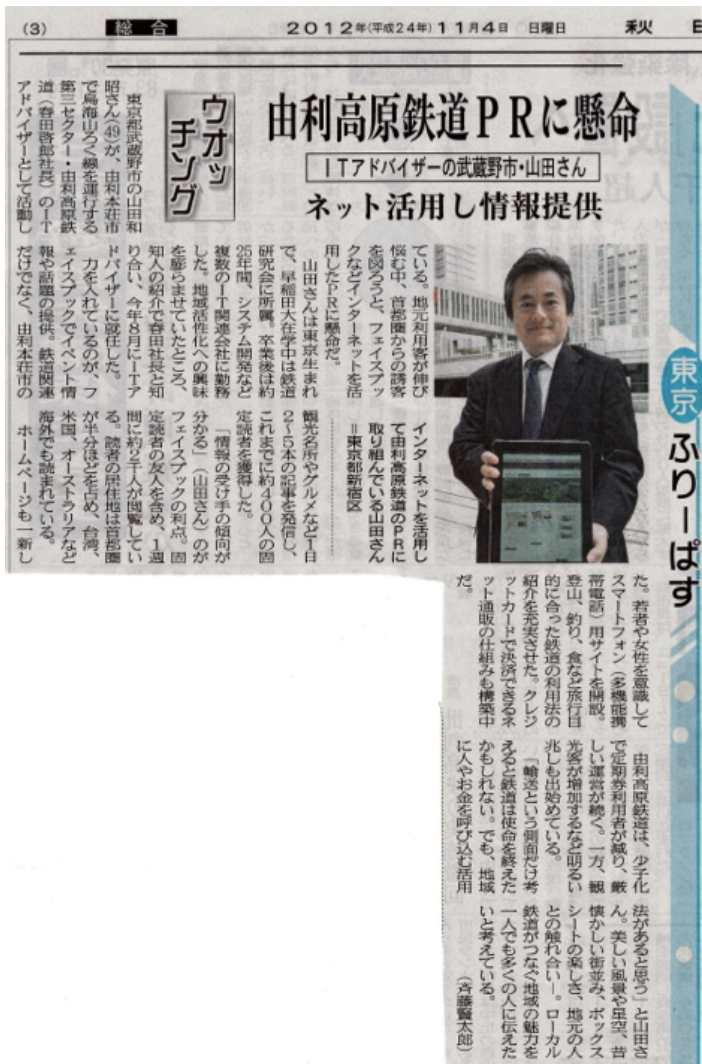 (3)
総合
2012年(平成24年)11月4日 日曜日
秋
東京
ふりーぱす
由利高原鉄道PRに懸命
ITアドバイザーの武蔵野市・山田さん
ネット活用し情報提供
ウオッ
チング
東京都武蔵野市の山田和
昭さん(49)が、由利本荘市
で鳥海山ろく線を運行する
第三セクター・由利高原鉄
道(春田啓郎社長)のIT
アドバイザーとして活動し
ている。地元利用客が伸び
悩む中、首都圏からの誘客
を図ろうと、フェイスブッ
クなどインターネットを活
用したPRに懸命だ。
山田さんは東京生まれ
で、早稲田大在学中は鉄道
研究会に所属。卒業後は約
25年間、システム開発など
複数のIT関連会社に勤務
した。地域活性化への興味
を膨らませていたところ、
知人の紹介で春田社長と知
り合い、今年8月にITア
ドバイザーに就任した。
力を入れているのが、フ
ェイスブックでイベント情
報や話題の提供。鉄道関連
だけでなく、由利本荘市の
インターネットを活用し
て由利高原鉄道のPRに
取り組んでいる山田さん
=東京都新宿区
観光名所やグルメなど1日
2~5本の記事を発信し、
これまでに約400人の固
定読者を獲得した。
「情報の受け手の傾向が
分かる」(山田さん)のが
フェイスブックの利点。固
定読者の友人を含め、1週
間に約2千人が閲覧してい
る。読者の居住地は首都圏
が半分ほどを占め、台湾、
米国、オーストラリアなど
海外でも読まれている。
ホームページも一新し
た。若者や女性を意識して
スマートフォン(多機能携
帯電話)用サイトを開設。
登山、釣り、食など旅行目
的に合った鉄道の利用法の
紹介を充実させた。クレジ
ットカードで決済できるネ
ット通販の仕組みも構築中
だ。
由利高原鉄道は、少子化
で定期券利用者が減り、厳
しい運営が続く。一方、観
光客が増加するなど明るい
兆しも出始めている。
「輸送という側面だけ考
えると鉄道は使命を終えた
かもしれない。でも、地域
に人やお金を呼び込む活用
法があると思う」と山田さ
ん。美しい風景や星空、昔
懐かしい街並み、ボックス
シートの楽しさ、地元の人
との触れ合い―。ローカル
鉄道がつなぐ地域の魅力を
一人でも多くの人に伝えた
いと考えている。
(斉藤賢太郎)